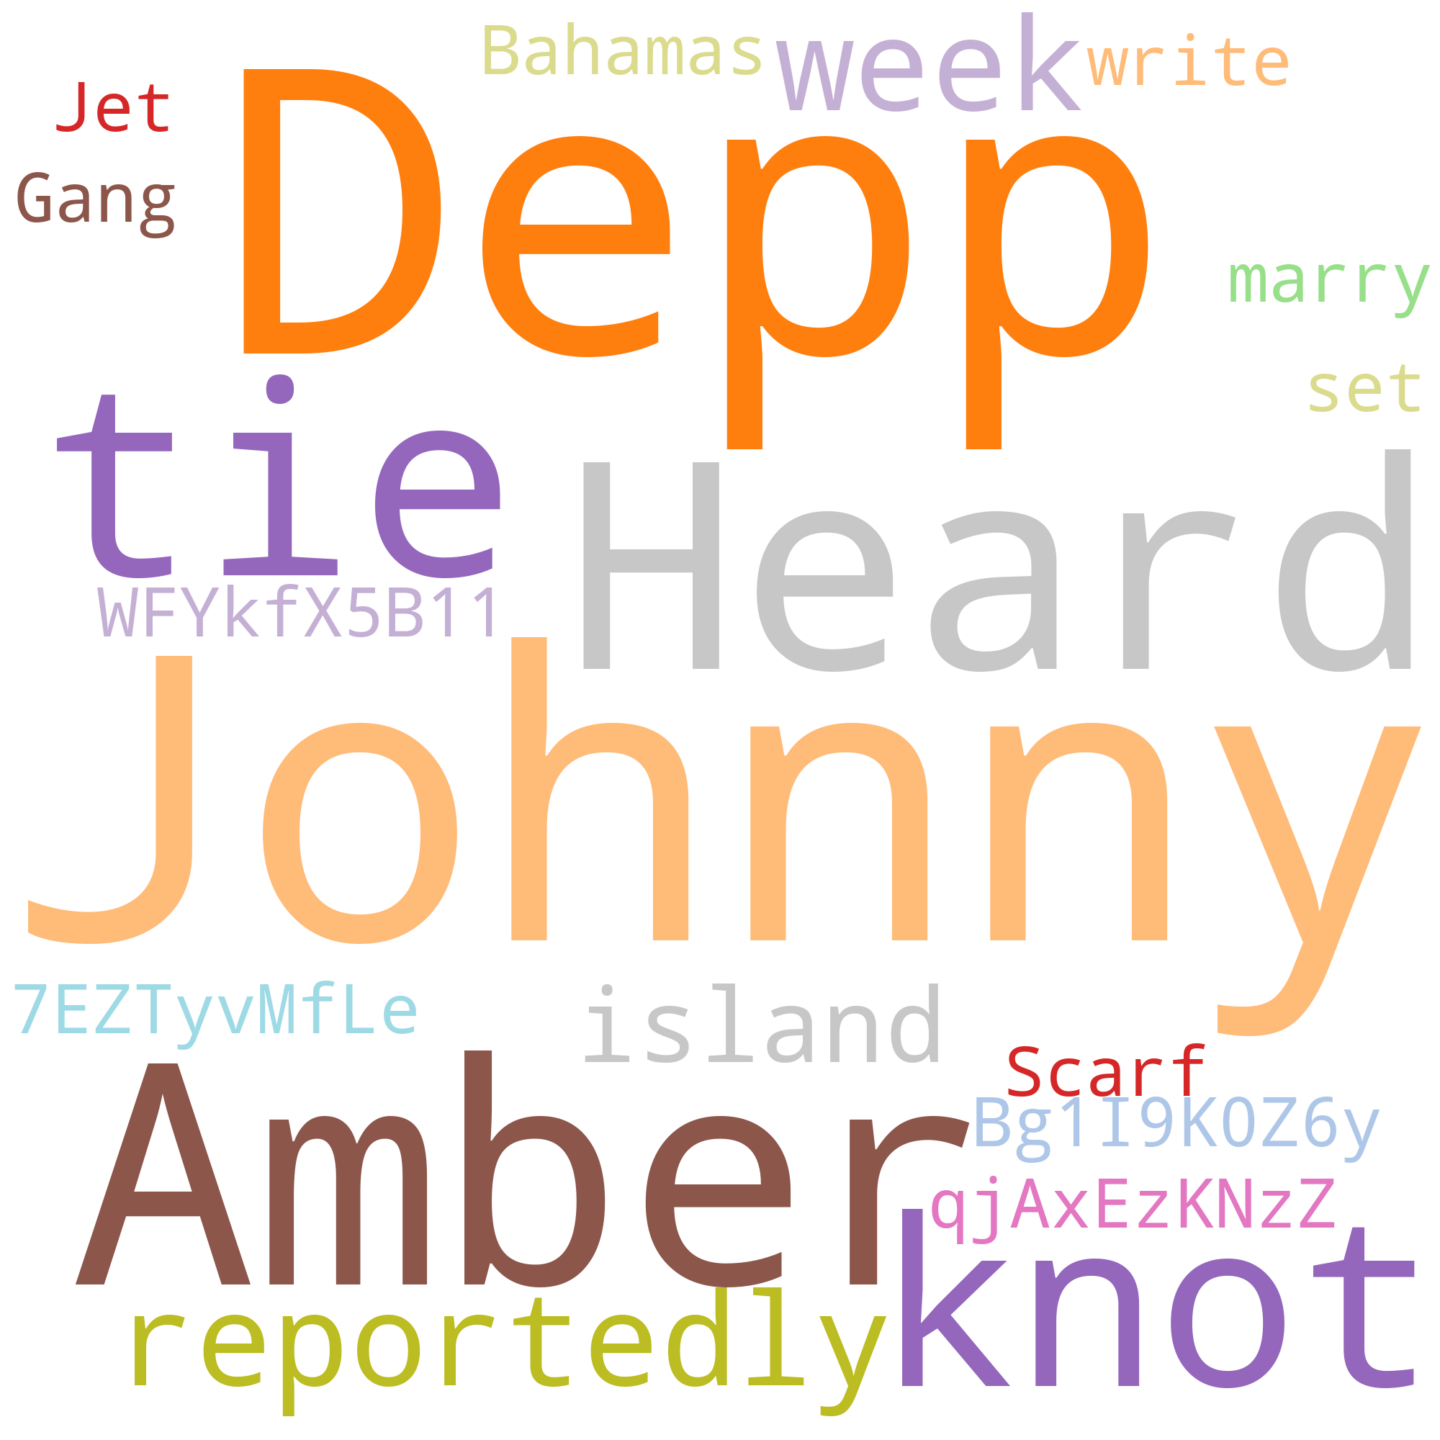 Bahamas week write
Jet
Depp
Gang
marry
set
tie
Heard
WFYkfX5B11
Johnny
7EZTyvMfLe
island
Scarf
Amber
Bg1I9K0Z6y
qjAxEzKNzZ
knot
reportedly